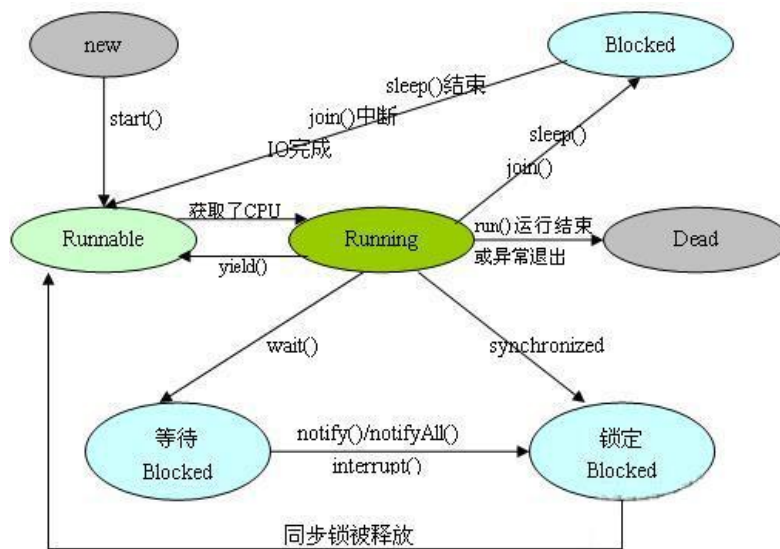 new
Blocked
sleep()结束
start()
join()中断
sleep()
IO完成
join()
获取了CPU
run()运行结束
Runnable
Running
Dead
yield()
或异常退出
wait()
synchronized
等待
Blocked
notify()/notifyAll()
interrupt()
锁定
Blocked
同步锁被释放